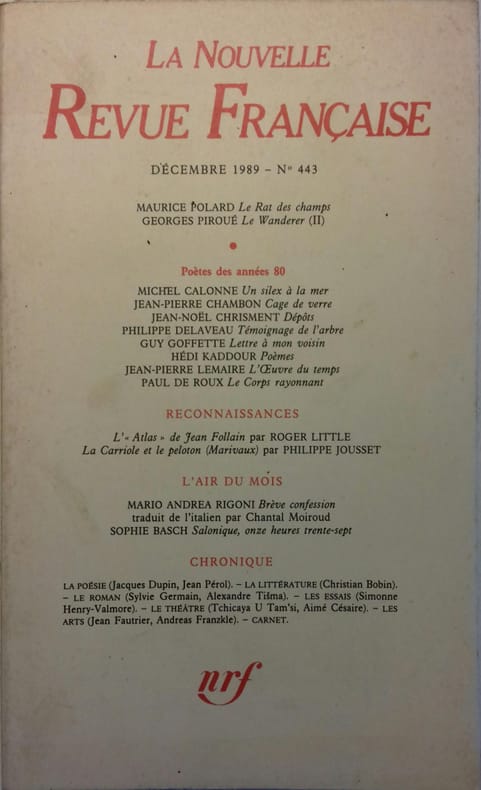 LA NOUVELLE
REVUE FRANÇAISE
DÉCEMBRE 1989 – Nº 443
MAURICE POLARD Le Rat des champs
GEORGES PIROUÉ Le Wanderer (II)
Poètes des années 80
MICHEL CALONNE Un silex à la mer
JEAN-PIERRE CHAMBON Cage de verre
JEAN-NOËL CHRISMENT Dépôts
PHILIPPE DELAVEAU Témoignage de l'arbre
GUY GOFFETTE Lettre à mon voisin
HÉDI KADDOUR Poèmes
JEAN-PIERRE LEMAIRE L'Œuvre du temps
PAUL DE ROUX Le Corps rayonnant
RECONNAISSANCES
L'« Atlas » de Jean Follain par ROGER LITTLE
La Carriole et le peloton (Marivaux) par PHILIPPE JOUSSET
L'AIR DU MOIS
MARIO ANDREA RIGONI Brève confession
traduit de l'italien par Chantal Moiroud
SOPHIE BASCH Salonique, onze heures trente-sept
CHRONIQUE
LA POÉSIE (Jacques Dupin, Jean Pérol). – LA LITTÉRATURE (Christian Bobin).
– LE ROMAN (Sylvie Germain, Alexandre Tišma). – LES ESSAIS (Simonne
Henry-Valmore). – LE THÉÂTRE (Tchicaya U Tam'si, Aimé Césaire). – LES
ARTS (Jean Fautrier, Andreas Franzkle). – CARNET.
nrf